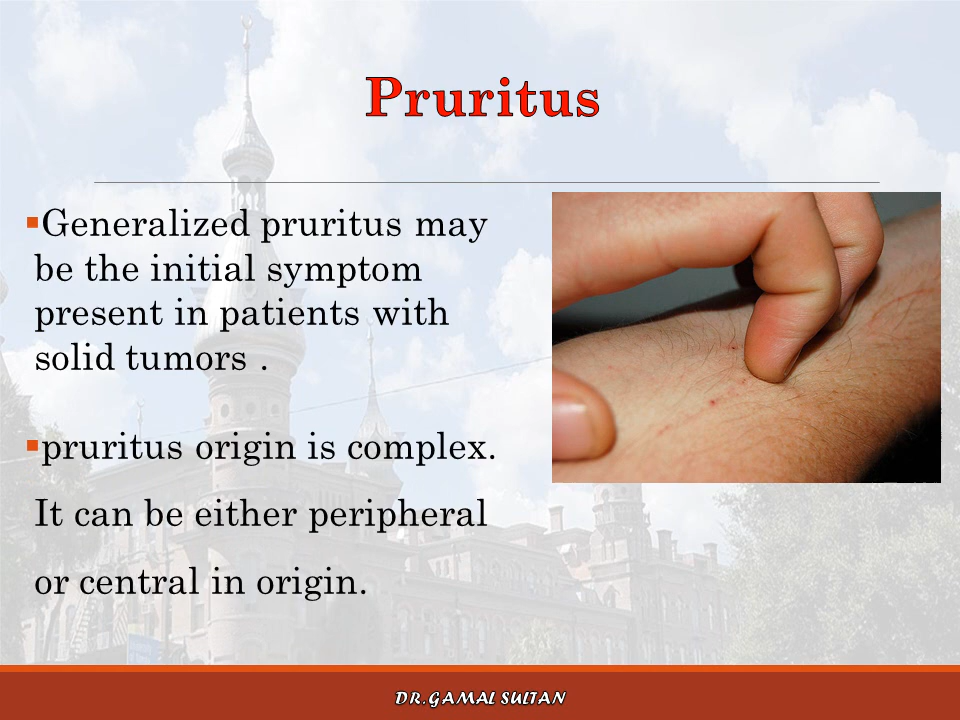 Pruritus
▪Generalized pruritus may
be the initial symptom
present in patients with
solid tumors .
▪pruritus origin is complex.
It can be either peripheral
or central in origin.
DR.GAMAL SULTAN